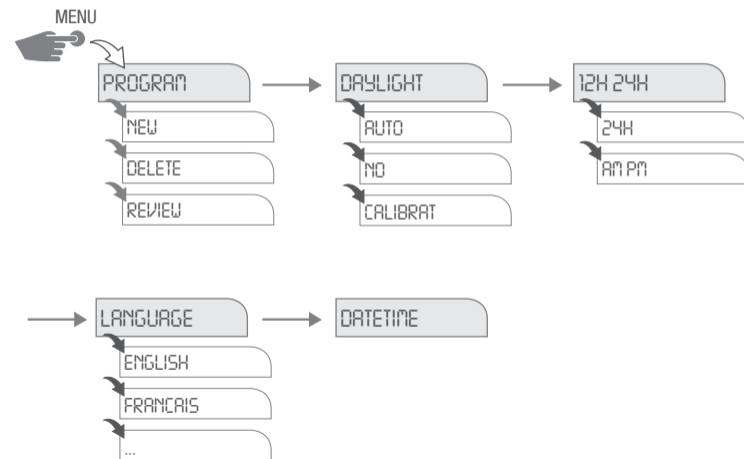 MENU
PROGRAM
NEW
DELETE
REVIEW
DAYLIGHT
AUTO
NO
CALIBRAT
12H 24H
24H
AM PM
LANGUAGE
ENGLISH
FRANCAIS
...
DATETIME